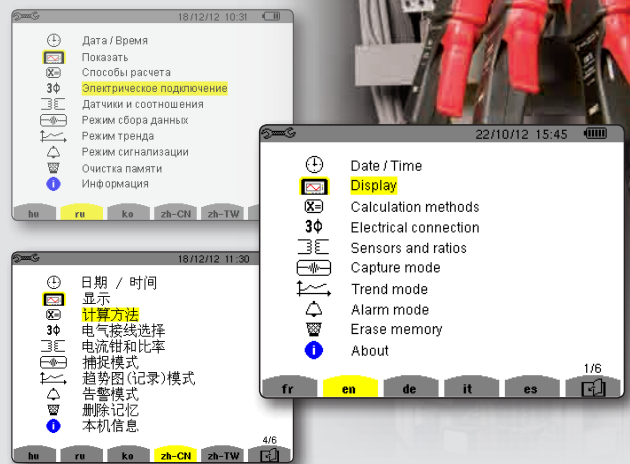 18/12/12 10:31
Дата / Время
Показать
Способы расчета
3Φ Электрическое подключение
Датчики и соотношения
Режим сбора данных
Режим тренда
Режим сигнализации
Очистка памяти
Информация
hu ru ko zh-CN zh-TW
22/10/12 15:45
Date / Time
Display
Calculation methods
3Φ Electrical connection
Sensors and ratios
Capture mode
Trend mode
Alarm mode
Erase memory
About
1/6
fr en de it es
18/12/12 11:30
日期 / 时间
显示
计算方法
3Φ 电气接线选择
电流钳和比率
捕捉模式
趋势图(记录)模式
告警模式
删除记忆
本机信息
4/6
hu ru ko zh-CN zh-TW